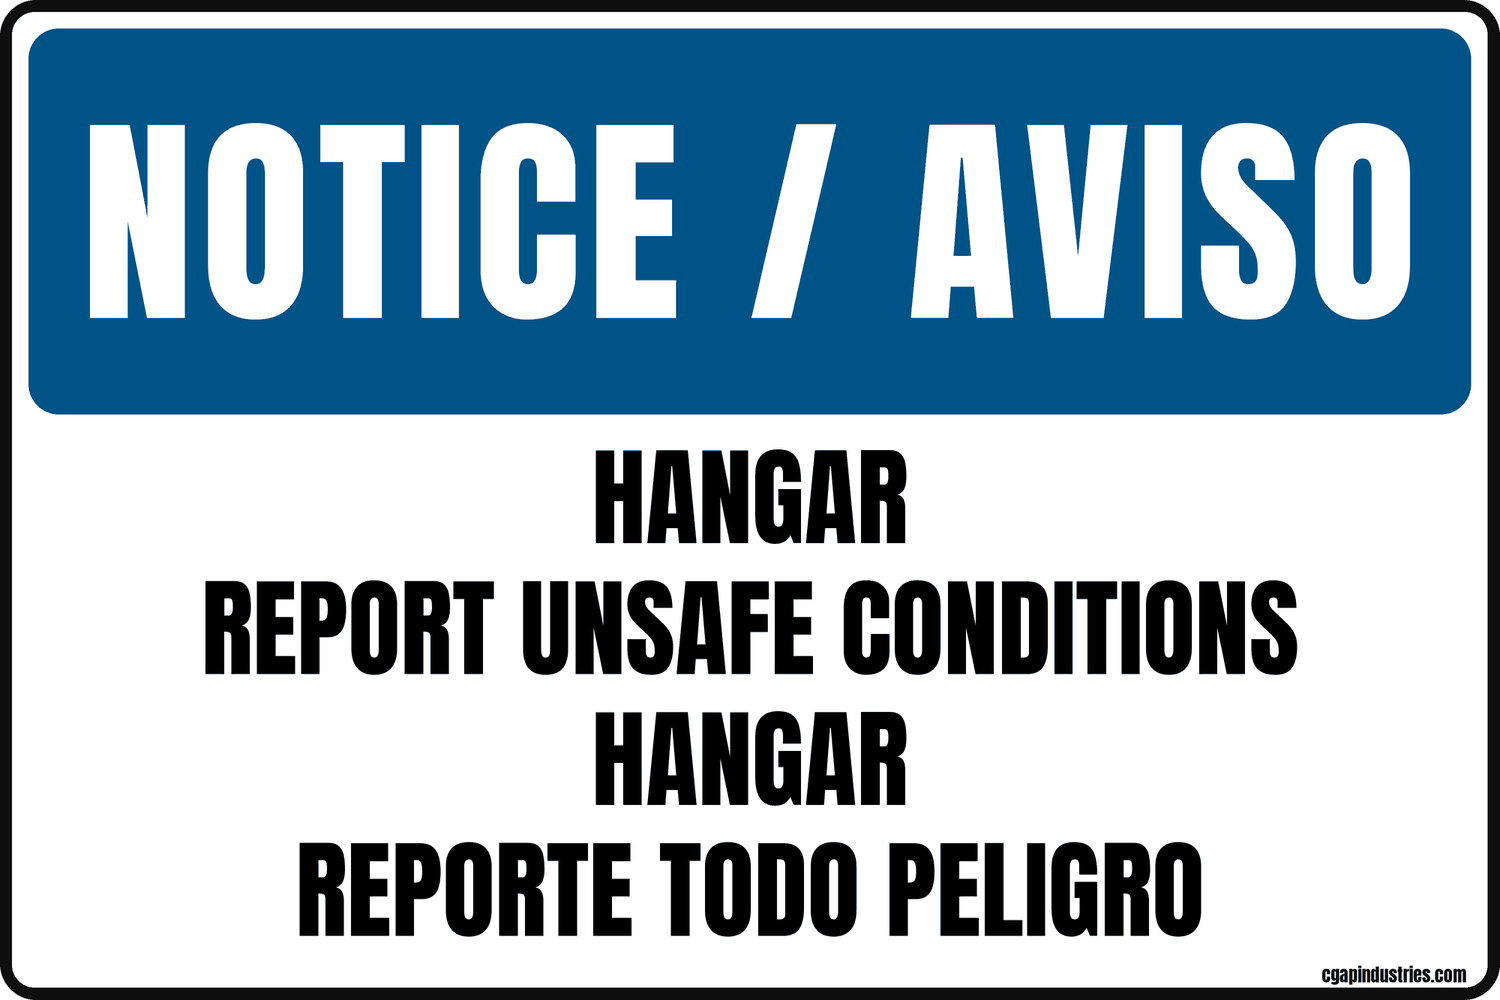 NOTICE / AVISO
HANGAR
REPORT UNSAFE CONDITIONS
HANGAR
REPORTE TODO PELIGRO
cgapindustries.com